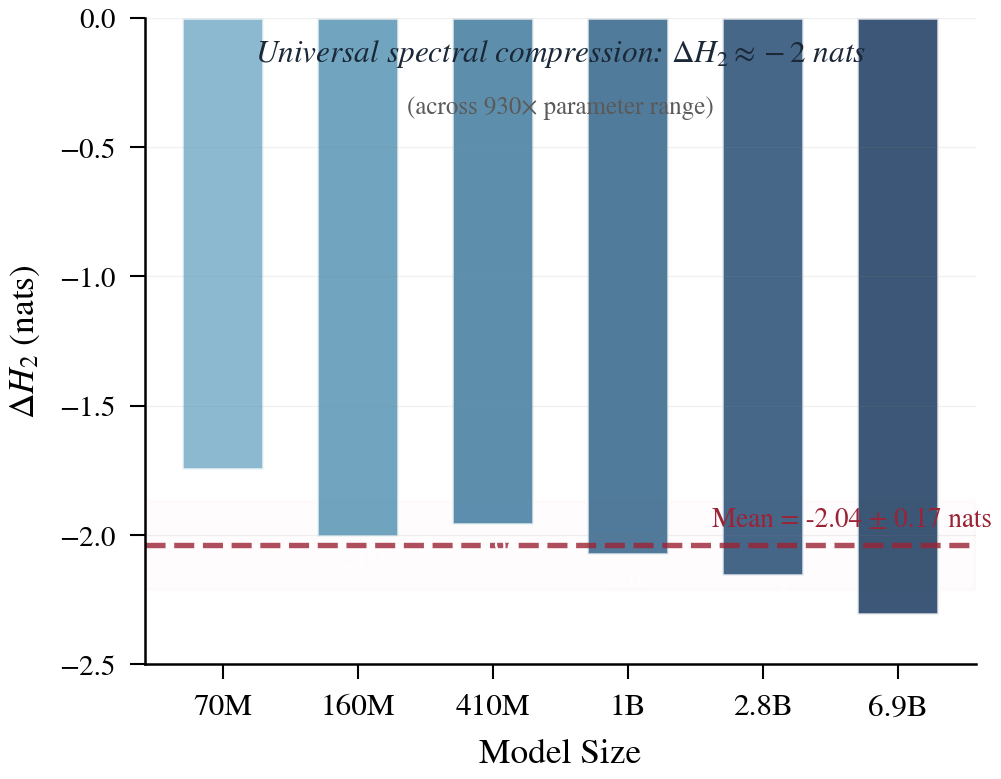 0.0
Universal spectral compression: ΔH₂ ≈ −2 nats
(across 930× parameter range)
−0.5
−1.0
ΔH₂ (nats)
−1.5
Mean = -2.04 ± 0.17 nats
−2.0
−2.5
70M 160M 410M 1B 2.8B 6.9B
Model Size